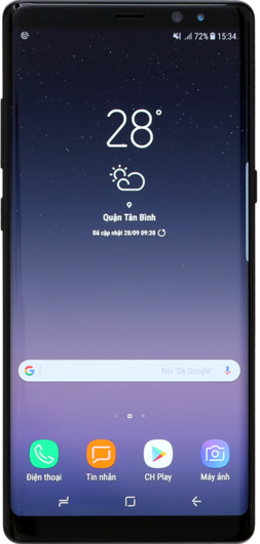 72% 15:34
28°
Quận Tân Bình
Đã cập nhật 28/09 09:38
G Nói "Ok Google"
Điện thoại Tin nhắn CH Play Máy ảnh